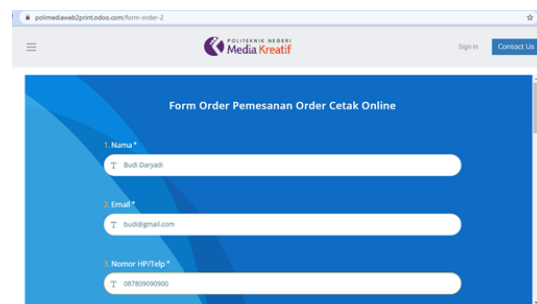 polimediaweb2print.odoo.com/form-order-2
POLITEKNIK NEGERI
Media Kreatif
Sign in
Contact Us
Form Order Pemesanan Order Cetak Online
1. Nama *
T Budi Daryadi
2. Email *
T budi@gmail.com
3. Nomor HP/Telp *
T 087809090900